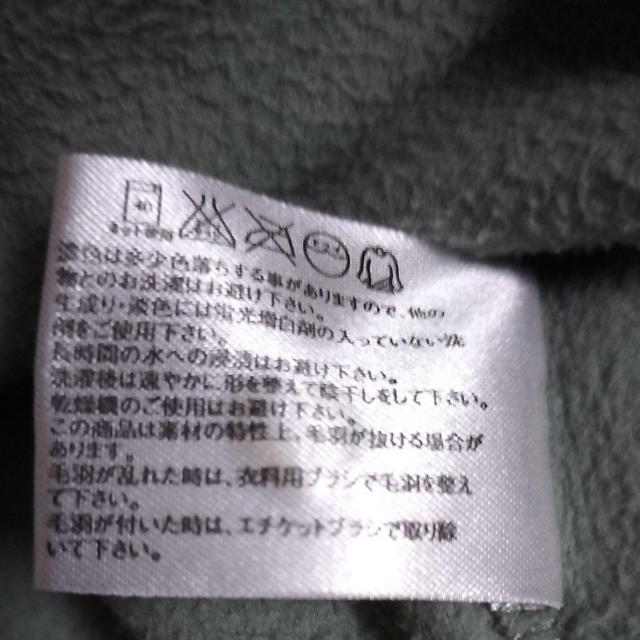 40
ネット使用
濃色は多少色落ちする事がありますので、他の
物とのお洗濯はお避け下さい。
生成り・淡色には蛍光増白剤の入っていない洗
剤をご使用下さい。
長時間の水への浸漬はお避け下さい。
洗濯後は速やかに形を整えて陰干しをして下さい。
乾燥機のご使用はお避け下さい。
この商品は素材の特性上、毛羽が抜ける場合が
あります。
毛羽が乱れた時は、衣料用ブラシで毛羽を整え
て下さい。
毛羽が付いた時は、エチケットブラシで取り除
いて下さい。